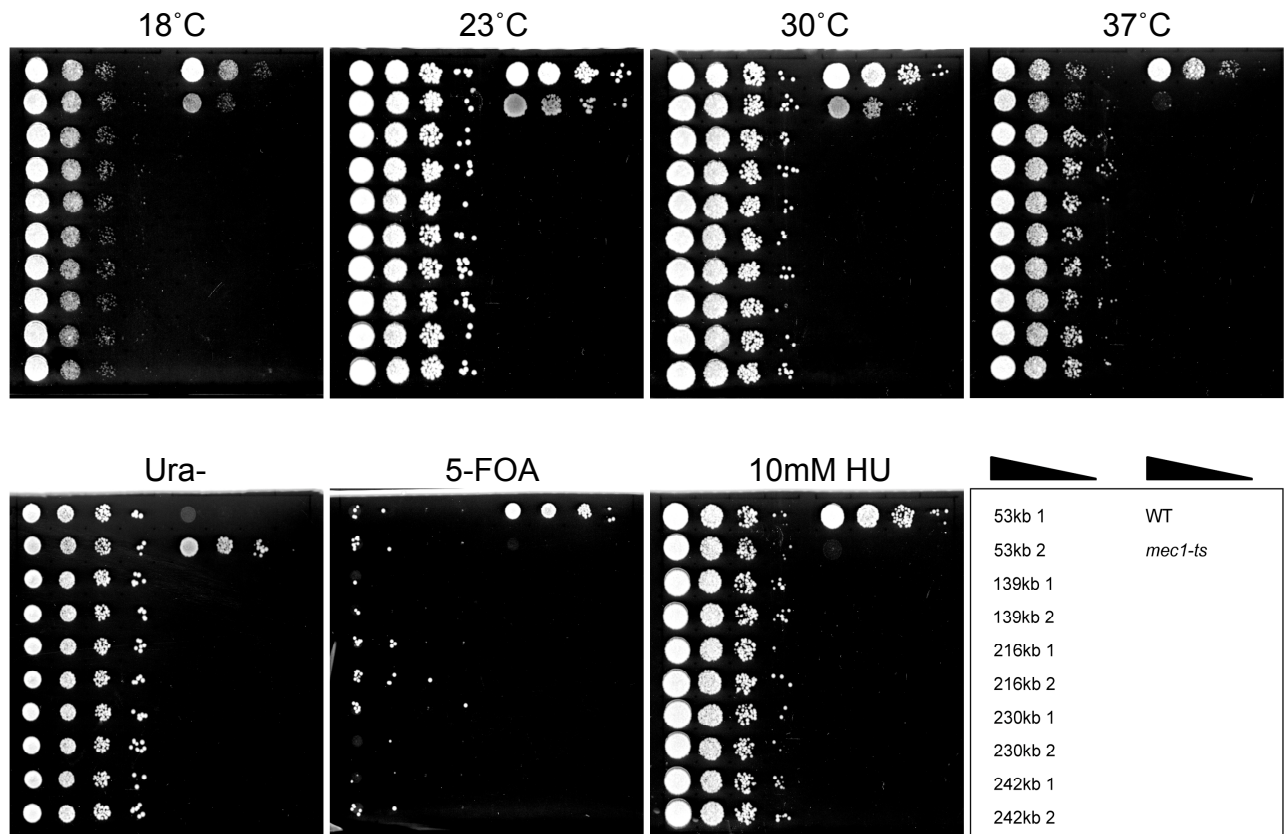 18˚C 23˚C 30˚C 37˚C
Ura- 5-FOA 10mM HU
53kb 1 WT
53kb 2 mec1-ts
139kb 1
139kb 2
216kb 1
216kb 2
230kb 1
230kb 2
242kb 1
242kb 2